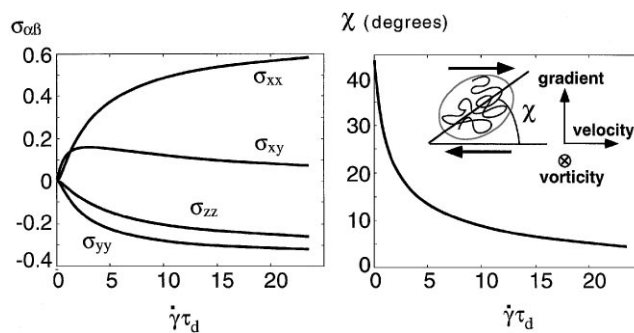 σαβ
0.6
0.4
0.2
0
-0.2
-0.4
σxx
σxy
σzz
σyy
0 5 10 15 20
γ̇τd
χ (degrees)
40
30
20
10
0
gradient
χ
velocity
vorticity
0 5 10 15 20
γ̇τd